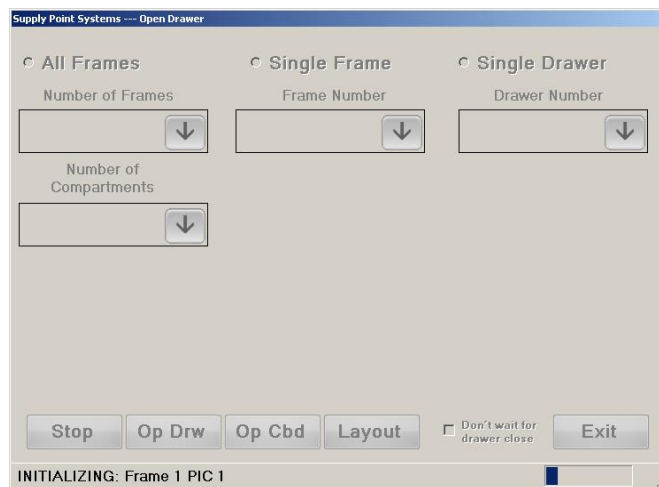 Supply Point Systems --- Open Drawer
All Frames
Single Frame
Single Drawer
Number of Frames
Frame Number
Drawer Number
Number of
Compartments
Stop
Op Drw
Op Cbd
Layout
Don't wait for
drawer close
Exit
INITIALIZING: Frame 1 PIC 1